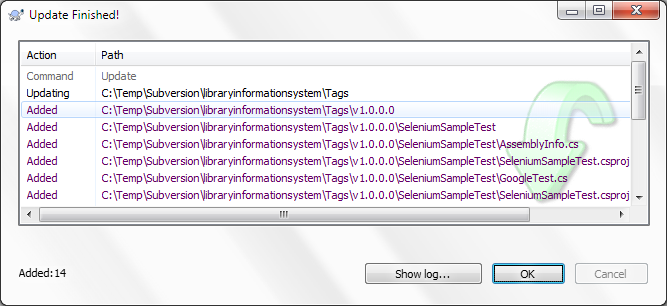 Update Finished!
Action Path
Command Update
Updating C:\Temp\Subversion\libraryinformationsystem\Tags
Added C:\Temp\Subversion\libraryinformationsystem\Tags\v1.0.0.0
Added C:\Temp\Subversion\libraryinformationsystem\Tags\v1.0.0.0\SeleniumSampleTest
Added C:\Temp\Subversion\libraryinformationsystem\Tags\v1.0.0.0\SeleniumSampleTest\AssemblyInfo.cs
Added C:\Temp\Subversion\libraryinformationsystem\Tags\v1.0.0.0\SeleniumSampleTest\SeleniumSampleTest.csproj
Added C:\Temp\Subversion\libraryinformationsystem\Tags\v1.0.0.0\SeleniumSampleTest\GoogleTest.cs
Added C:\Temp\Subversion\libraryinformationsystem\Tags\v1.0.0.0\SeleniumSampleTest\SeleniumSampleTest.csproj
Added:14 Show log... OK Cancel